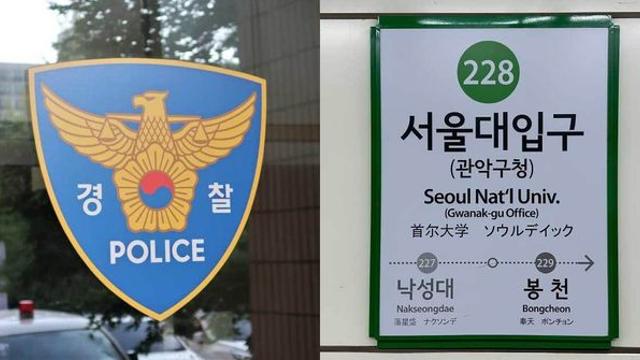 경 찰
POLICE
228
서울대입구
(관악구청)
Seoul Nat'l Univ.
(Gwanak-gu Office)
首尔大学 ソウルデイック
227
229
낙성대
봉천
Nakseongdae
Bongcheon
落星垈 ナクソンデ
奉天 ポンチョン